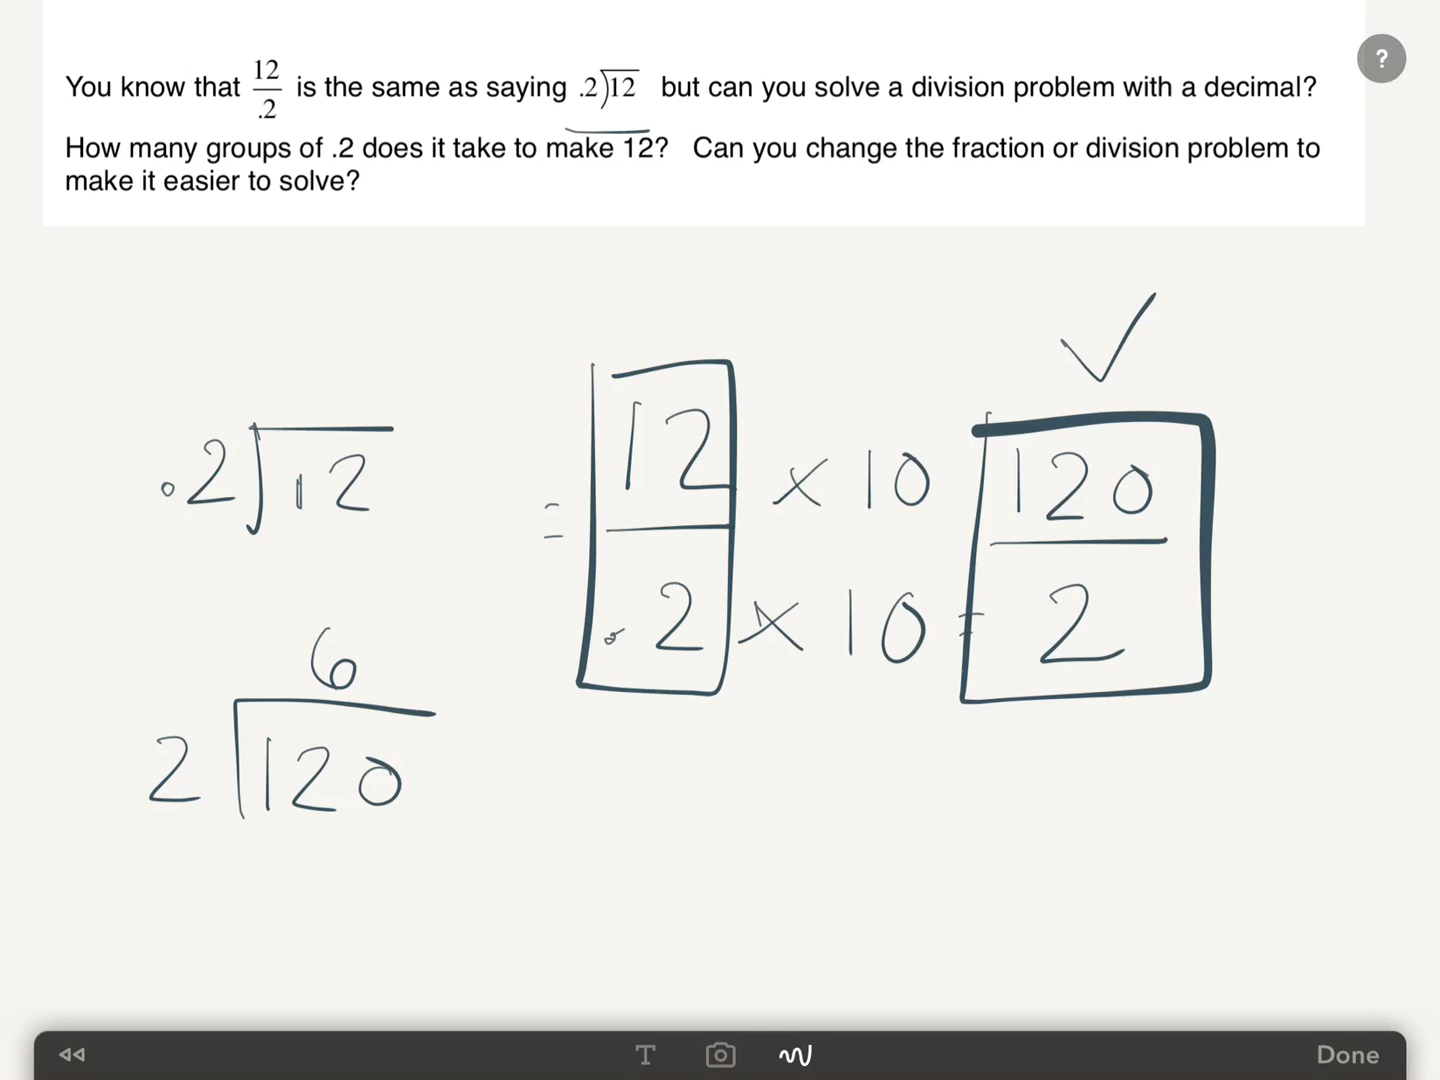 You know that 12/.2 is the same as saying .2)12 but can you solve a division problem with a decimal?
How many groups of .2 does it take to make 12? Can you change the fraction or division problem to
make it easier to solve?
?
.2)12
= 12 × 10 120
.2 × 10 = 2
6
2)120
T
Done